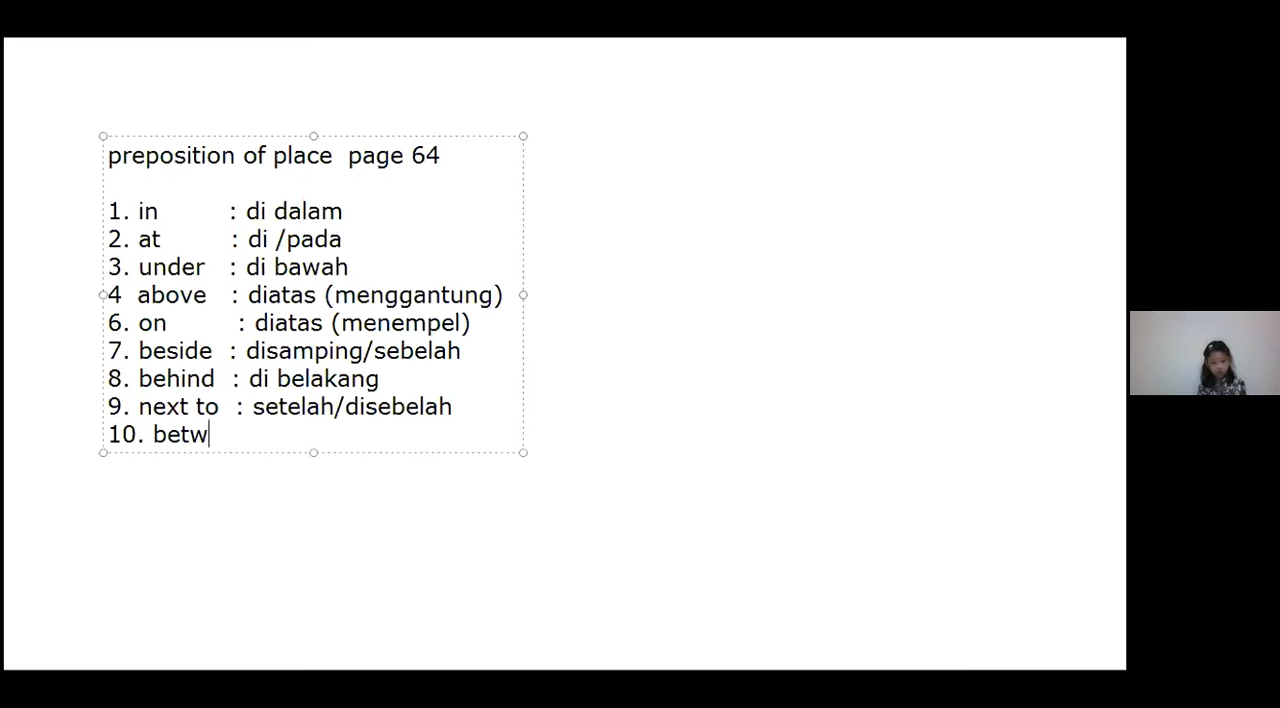 preposition of place page 64
1. in : di dalam
2. at : di /pada
3. under : di bawah
4 above : diatas (menggantung)
6. on : diatas (menempel)
7. beside : disamping/sebelah
8. behind : di belakang
9. next to : setelah/disebelah
10. betw